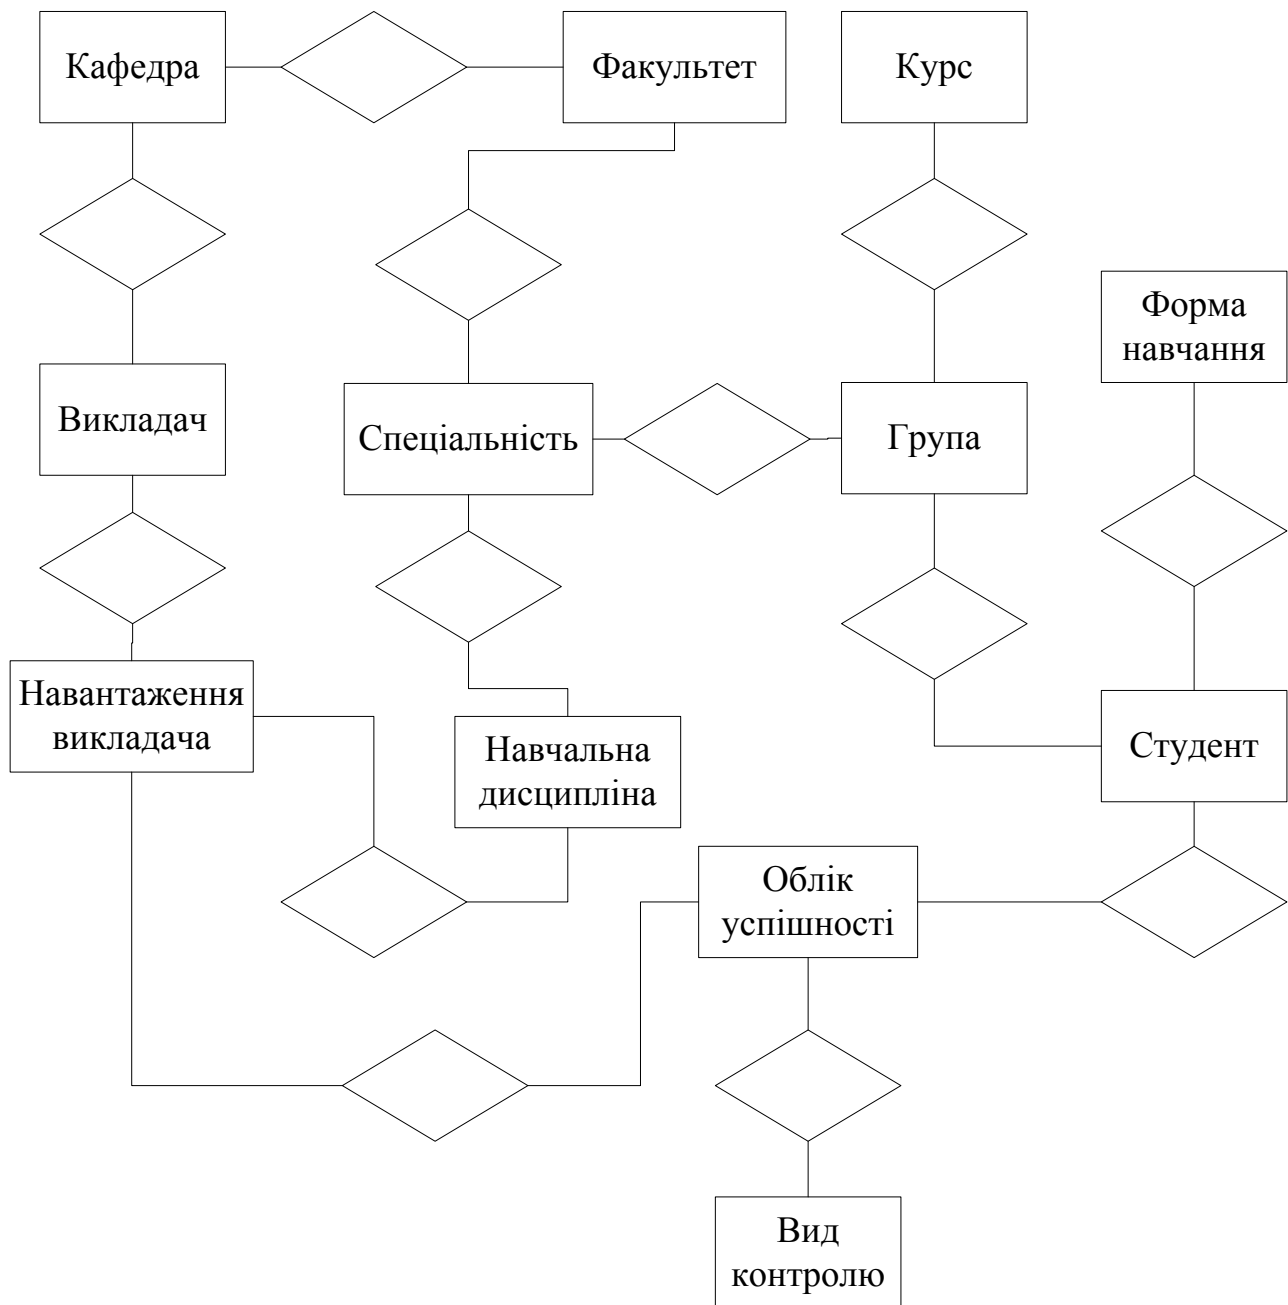 Кафедра
Факультет
Курс
Форма
навчання
Викладач
Спеціальність
Група
Навантаження
викладача
Навчальна
дисципліна
Студент
Облік
успішності
Вид
контролю